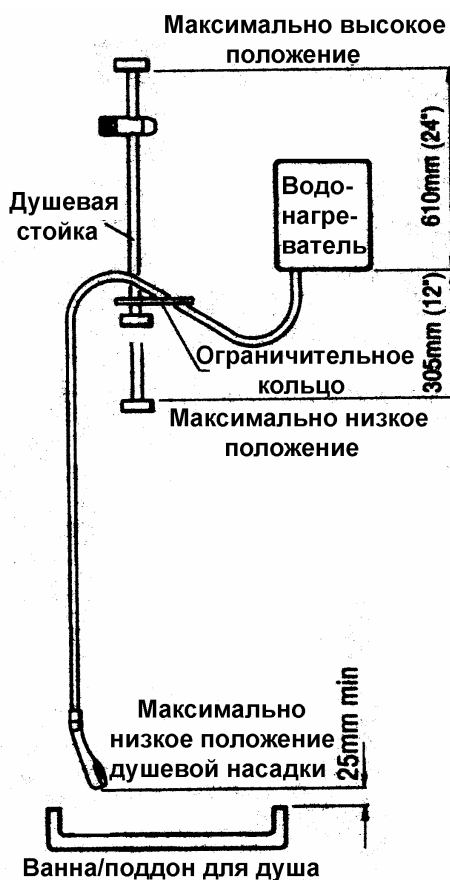 Максимально высокое
положение
610mm (24")
Водо-
нагре-
ватель
Душевая
стойка
305mm (12")
Ограничительное
кольцо
Максимально низкое
положение
Максимально
низкое положение
душевой насадки
25mm min
Ванна/поддон для душа